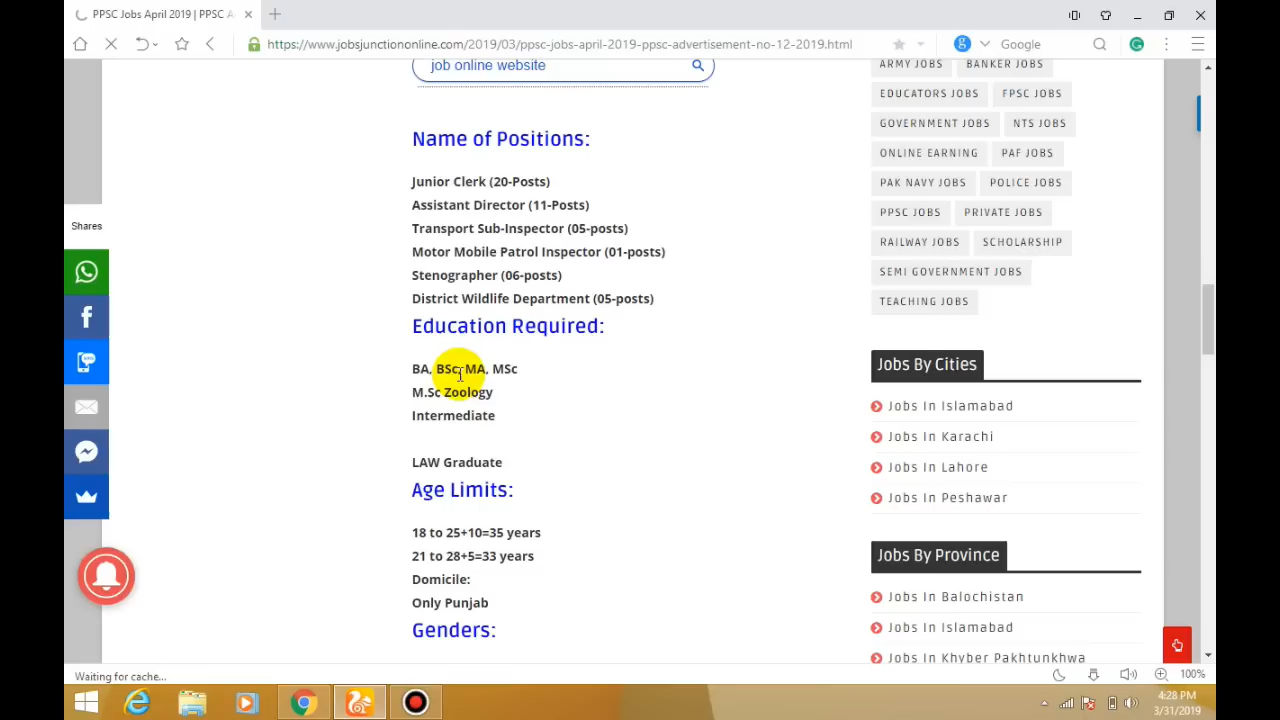 PPSC Jobs April 2019 | PPSC A
https://www.jobsjunctiononline.com/2019/03/ppsc-jobs-april-2019-ppsc-advertisement-no-12-2019.html
Google
job online website
Name of Positions:
Junior Clerk (20-Posts)
Assistant Director (11-Posts)
Transport Sub-Inspector (05-posts)
Motor Mobile Patrol Inspector (01-posts)
Stenographer (06-posts)
District Wildlife Department (05-posts)
Education Required:
BA, BSc, MA, MSc
M.Sc Zoology
Intermediate
LAW Graduate
Age Limits:
18 to 25+10=35 years
21 to 28+5=33 years
Domicile:
Only Punjab
Genders:
Shares
ARMY JOBS BANKER JOBS
EDUCATORS JOBS FPSC JOBS
GOVERNMENT JOBS NTS JOBS
ONLINE EARNING PAF JOBS
PAK NAVY JOBS POLICE JOBS
PPSC JOBS PRIVATE JOBS
RAILWAY JOBS SCHOLARSHIP
SEMI GOVERNMENT JOBS
TEACHING JOBS
Jobs By Cities
Jobs In Islamabad
Jobs In Karachi
Jobs In Lahore
Jobs In Peshawar
Jobs By Province
Jobs In Balochistan
Jobs In Islamabad
Jobs In Khyber Pakhtunkhwa
Waiting for cache...
100%
4:28 PM
3/31/2019